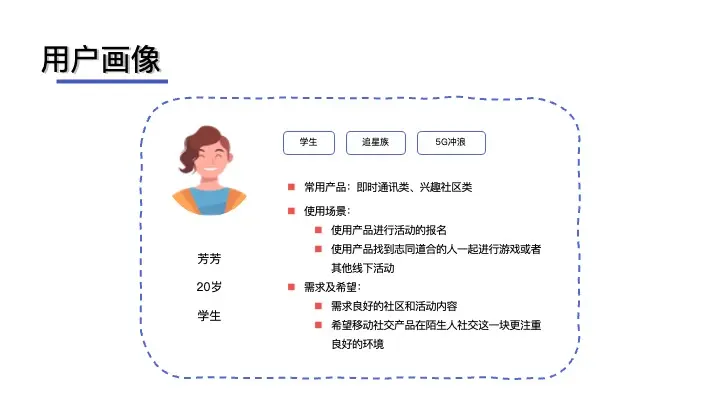 用户画像
学生
追星族
5G冲浪
常用产品：即时通讯类、兴趣社区类
使用场景：
使用产品进行活动的报名
使用产品找到志同道合的人一起进行游戏或者
其他线下活动
需求及希望：
需求良好的社区和活动内容
希望移动社交产品在陌生人社交这一块更注重
良好的环境
芳芳
20岁
学生